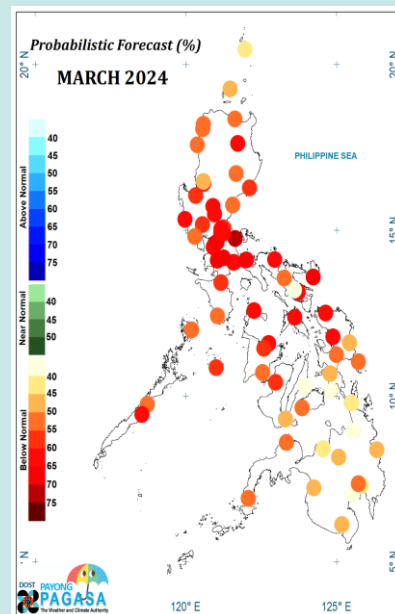 Probabilistic Forecast (%)
MARCH 2024
20° N
15° N
10° N
5° N
120° E
125° E
PHILIPPINE SEA
Above Normal
40
45
50
55
60
65
70
75
Near Normal
40
45
50
55
Below Normal
40
45
50
55
60
65
70
75
DOST
PAYONG
PAGASA
The Weather and Climate Authority